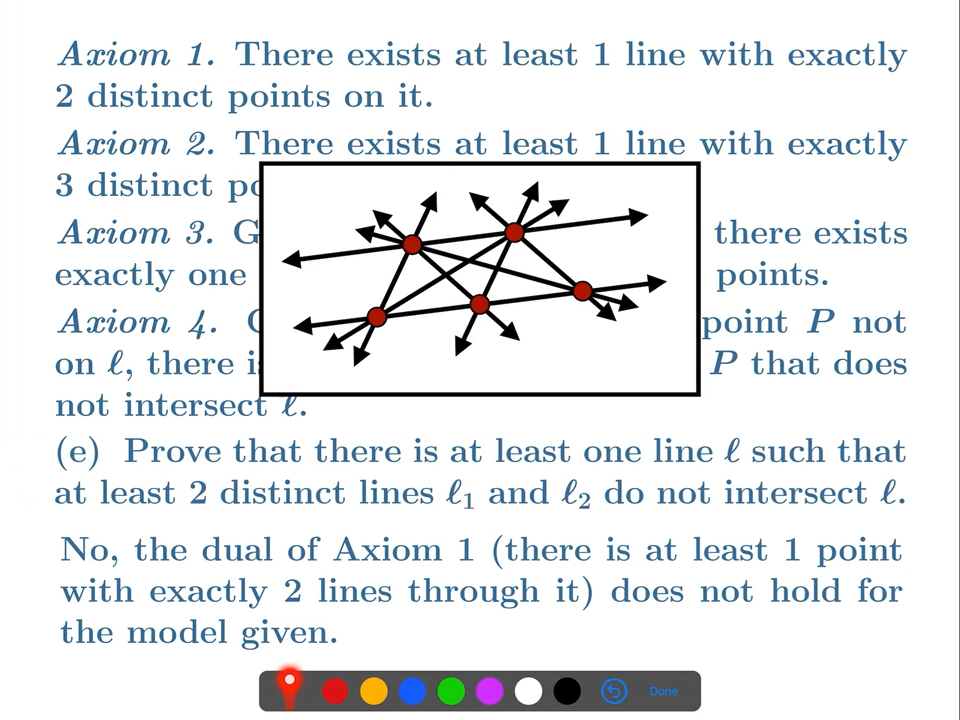 Axiom 1. There exists at least 1 line with exactly
2 distinct points on it.
Axiom 2. There exists at least 1 line with exactly
3 distinct
Axiom 3. there exists
exactly one points.
Axiom 4. point P not
on ℓ, there P that does
not intersect ℓ.
(e) Prove that there is at least one line ℓ such that
at least 2 distinct lines ℓ₁ and ℓ₂ do not intersect ℓ.
No, the dual of Axiom 1 (there is at least 1 point
with exactly 2 lines through it) does not hold for
the model given.
Done